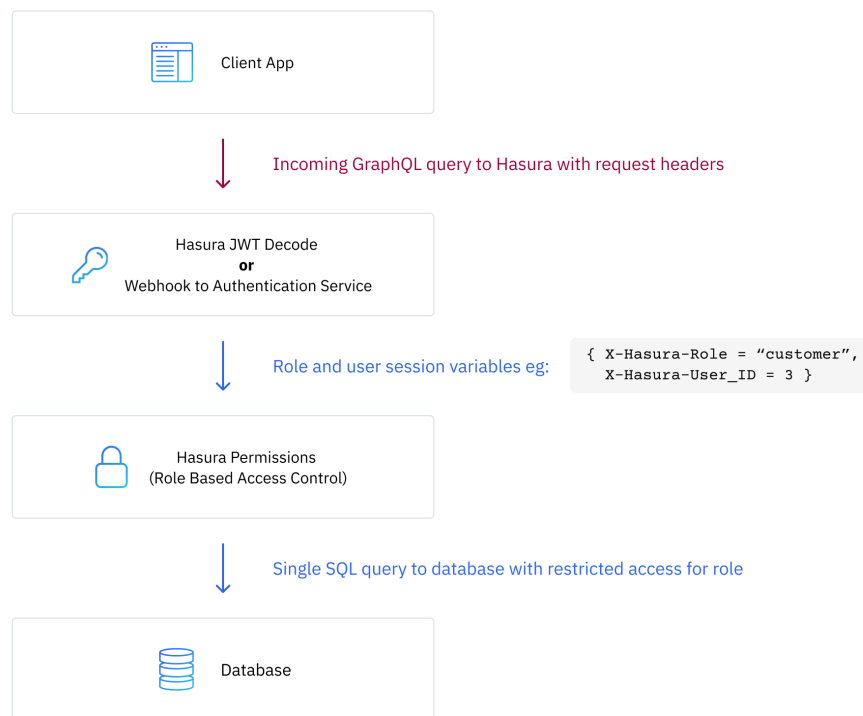 Client App
Incoming GraphQL query to Hasura with request headers
Hasura JWT Decode
or
Webhook to Authentication Service
Role and user session variables eg:
{ X-Hasura-Role = “customer”,
X-Hasura-User_ID = 3 }
Hasura Permissions
(Role Based Access Control)
Single SQL query to database with restricted access for role
Database